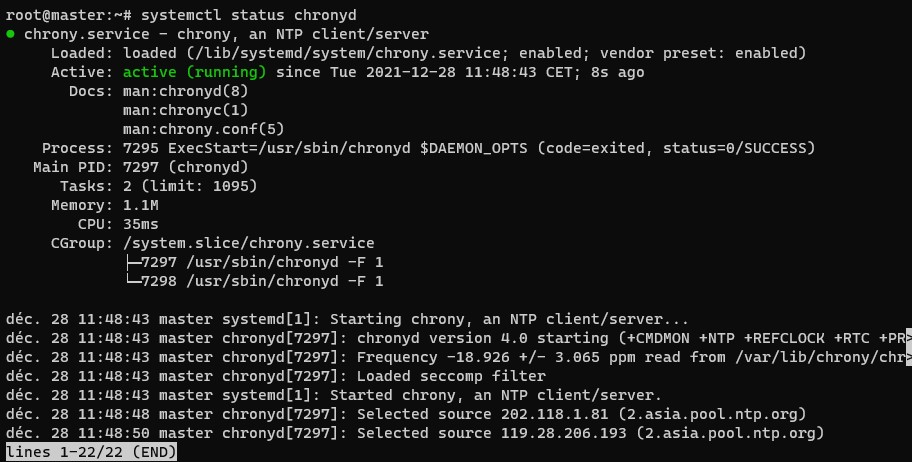 root@master:~# systemctl status chronyd
● chrony.service - chrony, an NTP client/server
     Loaded: loaded (/lib/systemd/system/chrony.service; enabled; vendor preset: enabled)
     Active: active (running) since Tue 2021-12-28 11:48:43 CET; 8s ago
       Docs: man:chronyd(8)
             man:chronyc(1)
             man:chrony.conf(5)
    Process: 7295 ExecStart=/usr/sbin/chronyd $DAEMON_OPTS (code=exited, status=0/SUCCESS)
   Main PID: 7297 (chronyd)
      Tasks: 2 (limit: 1095)
     Memory: 1.1M
        CPU: 35ms
     CGroup: /system.slice/chrony.service
             ├─7297 /usr/sbin/chronyd -F 1
             └─7298 /usr/sbin/chronyd -F 1

déc. 28 11:48:43 master systemd[1]: Starting chrony, an NTP client/server...
déc. 28 11:48:43 master chronyd[7297]: chronyd version 4.0 starting (+CMDMON +NTP +REFCLOCK +RTC +PR>
déc. 28 11:48:43 master chronyd[7297]: Frequency -18.926 +/- 3.065 ppm read from /var/lib/chrony/chr>
déc. 28 11:48:43 master chronyd[7297]: Loaded seccomp filter
déc. 28 11:48:43 master systemd[1]: Started chrony, an NTP client/server.
déc. 28 11:48:48 master chronyd[7297]: Selected source 202.118.1.81 (2.asia.pool.ntp.org)
déc. 28 11:48:50 master chronyd[7297]: Selected source 119.28.206.193 (2.asia.pool.ntp.org)
lines 1-22/22 (END)